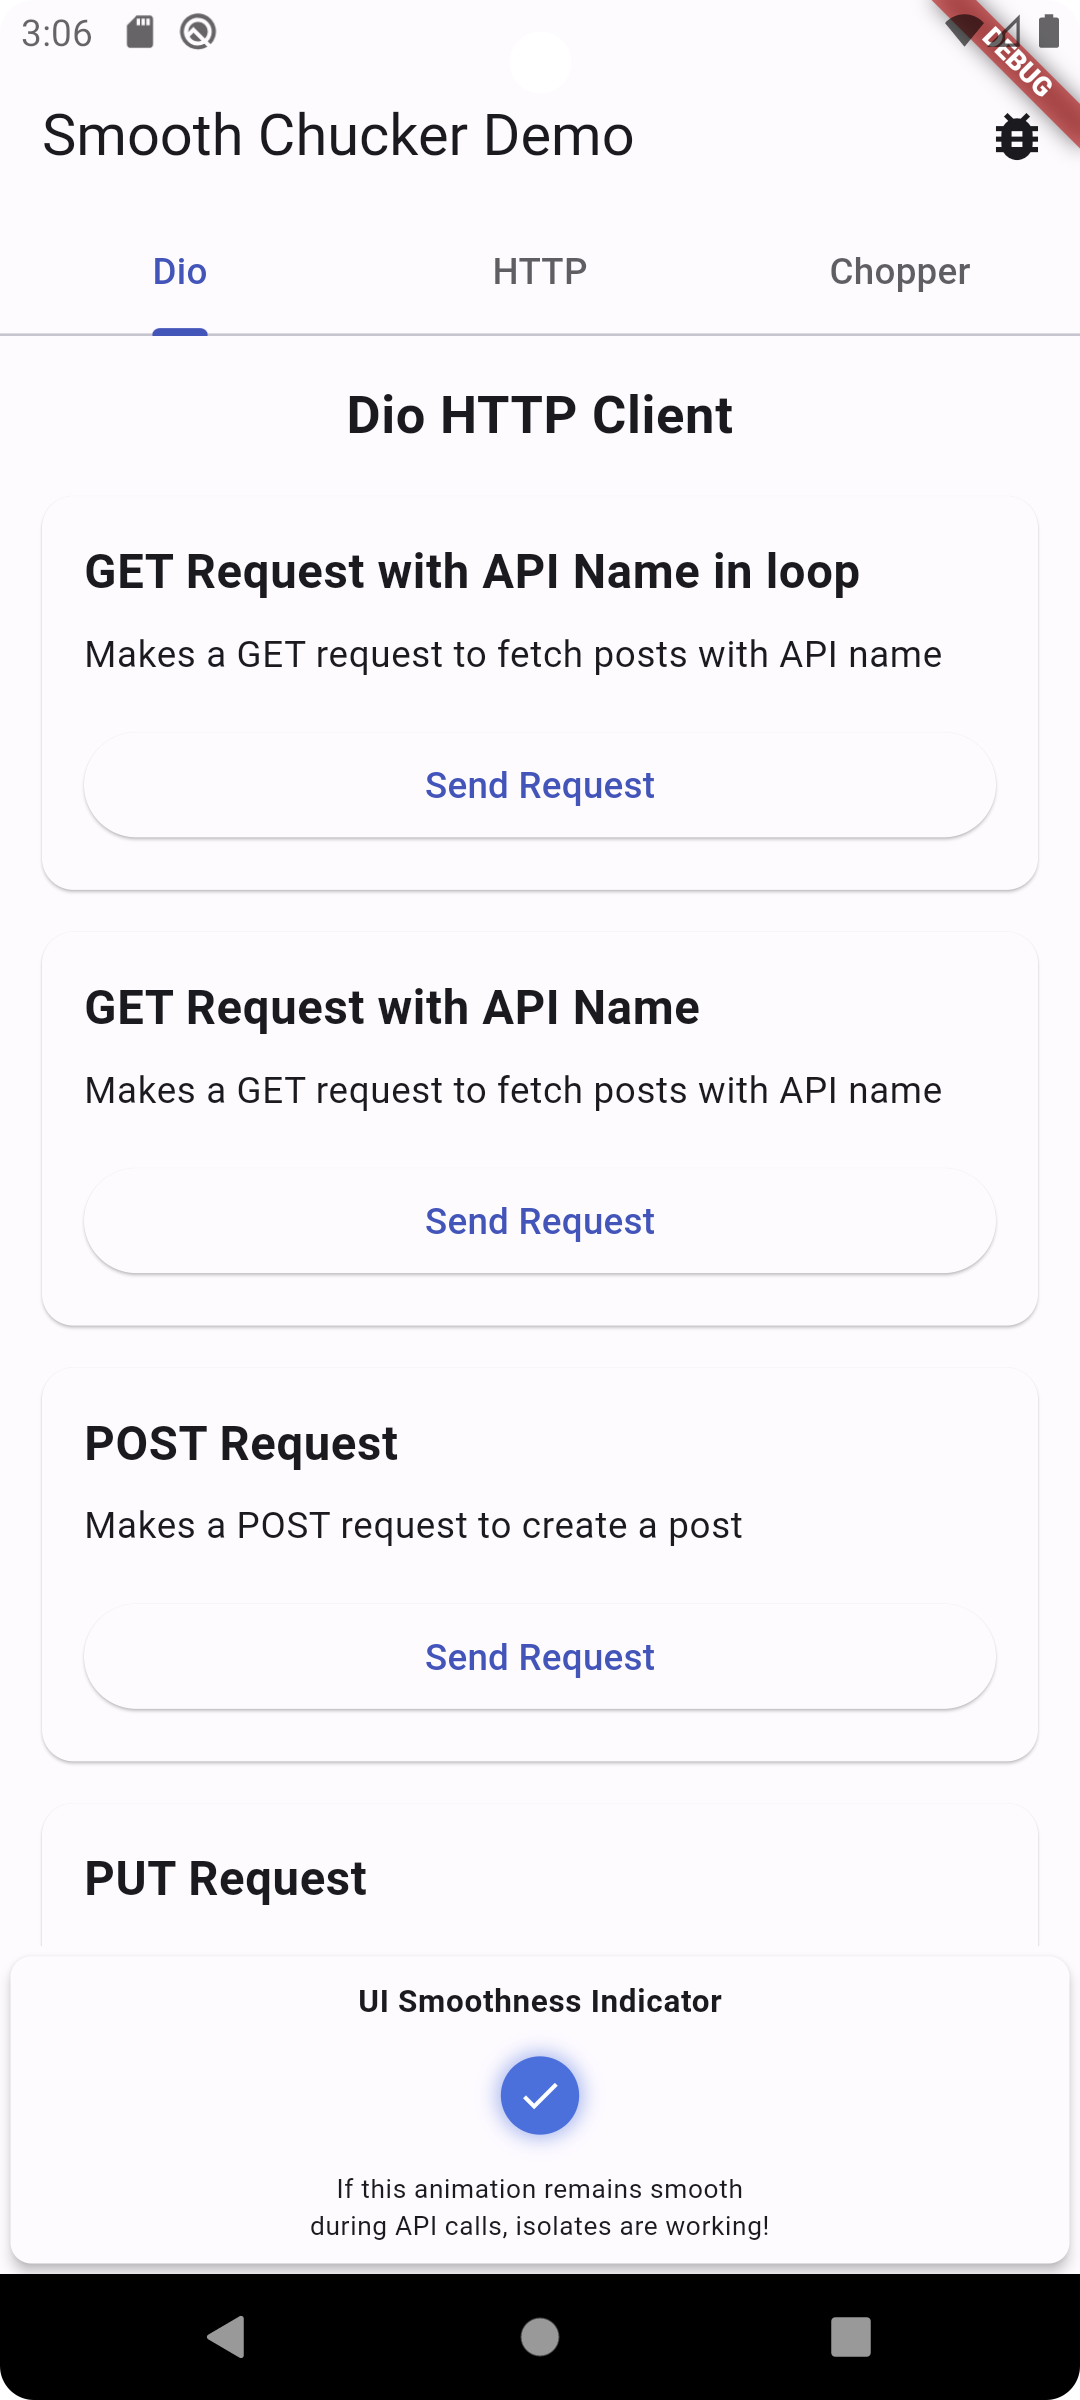 3:06
DEBUG
Smooth Chucker Demo
Dio
HTTP
Chopper
Dio HTTP Client
GET Request with API Name in loop
Makes a GET request to fetch posts with API name
Send Request
GET Request with API Name
Makes a GET request to fetch posts with API name
Send Request
POST Request
Makes a POST request to create a post
Send Request
PUT Request
UI Smoothness Indicator
If this animation remains smooth
during API calls, isolates are working!